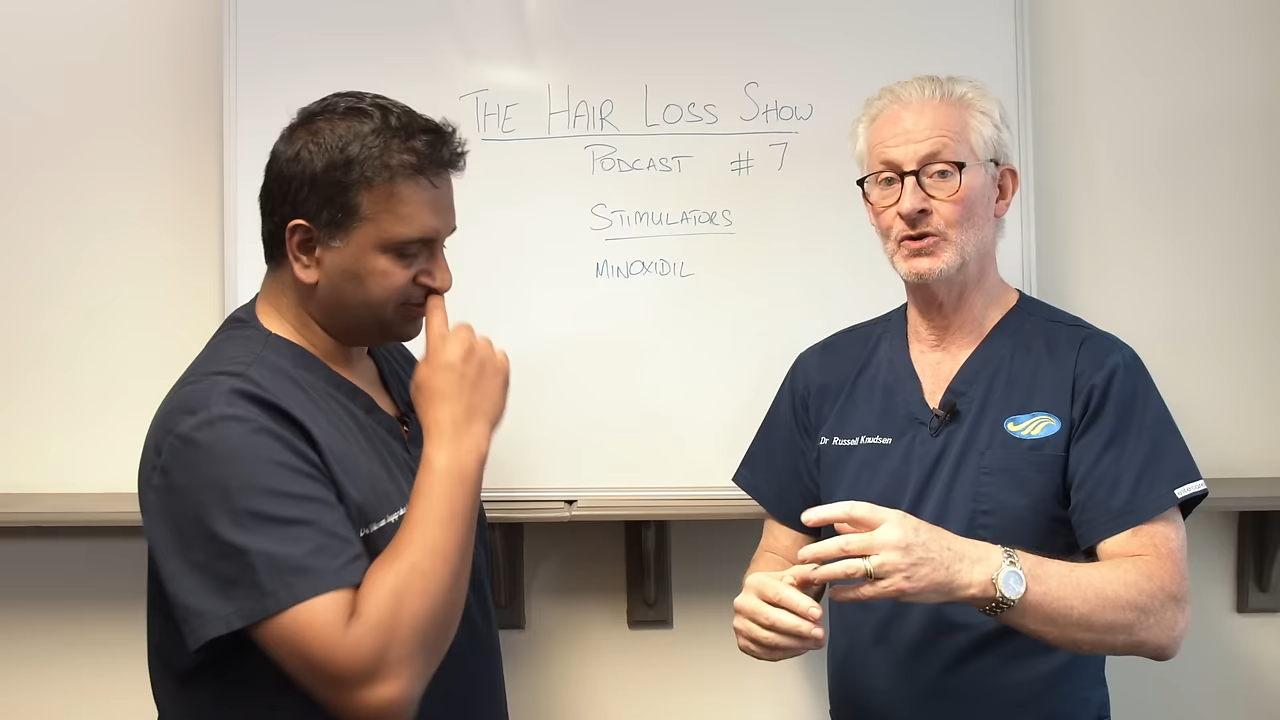 THE HAIR LOSS SHOW
PODCAST # 7
STIMULATORS
MINOXIDIL
Dr Russell Knudsen